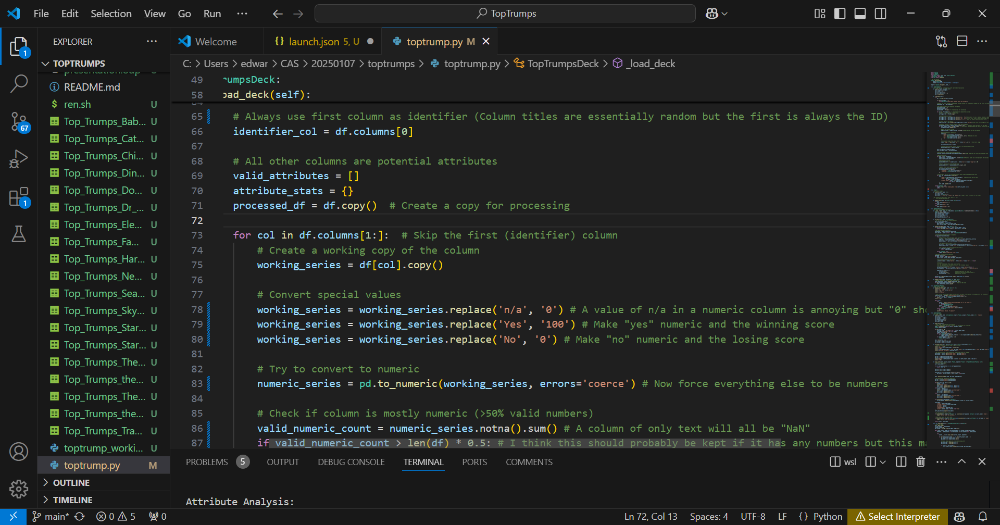 File Edit Selection View Go Run ··· TopTrumps
EXPLORER ···
TOPTRUMPS
README.md
ren.sh U
Top_Trumps_Bab... U
Top_Trumps_Cat... U
Top_Trumps_Chi... U
Top_Trumps_Din... U
Top_Trumps_Do... U
Top_Trumps_Dr_... U
Top_Trumps_Ele... U
Top_Trumps_Fa... U
Top_Trumps_Har... U
Top_Trumps_Ne... U
Top_Trumps_Sea... U
Top_Trumps_Sky... U
Top_Trumps_Star... U
Top_Trumps_Star... U
Top_Trumps_The... U
Top_Trumps_the... U
Top_Trumps_The... U
Top_Trumps_the... U
Top_Trumps_Tra... U
toptrump_worki... U
toptrump.py M
OUTLINE
TIMELINE
1
67
1
Welcome {} launch.json 5, U toptrump.py M
C: > Users > edwar > CAS > 20250107 > toptrumps > toptrump.py > TopTrumpsDeck > _load_deck
49 rumpsDeck:
58 oad_deck(self):
65 # Always use first column as identifier (Column titles are essentially random but the first is always the ID)
66 identifier_col = df.columns[0]
67
68 # All other columns are potential attributes
69 valid_attributes = []
70 attribute_stats = {}
71 processed_df = df.copy() # Create a copy for processing
72
73 for col in df.columns[1:]: # Skip the first (identifier) column
74 # Create a working copy of the column
75 working_series = df[col].copy()
76
77 # Convert special values
78 working_series = working_series.replace('n/a', '0') # A value of n/a in a numeric column is annoying but "0" sh
79 working_series = working_series.replace('Yes', '100') # Make "yes" numeric and the winning score
80 working_series = working_series.replace('No', '0') # Make "no" numeric and the losing score
81
82 # Try to convert to numeric
83 numeric_series = pd.to_numeric(working_series, errors='coerce') # Now force everything else to be numbers
84
85 # Check if column is mostly numeric (>50% valid numbers)
86 valid_numeric_count = numeric_series.notna().sum() # A column of only text will all be "NaN"
87 if valid_numeric_count > len(df) * 0.5: # I think this should probably be kept if it has any numbers but this ma
PROBLEMS 5 OUTPUT DEBUG CONSOLE TERMINAL PORTS COMMENTS wsl
Attribute Analysis:
main* 0 5 0 Ln 72, Col 13 Spaces: 4 UTF-8 LF {} Python Select Interpreter